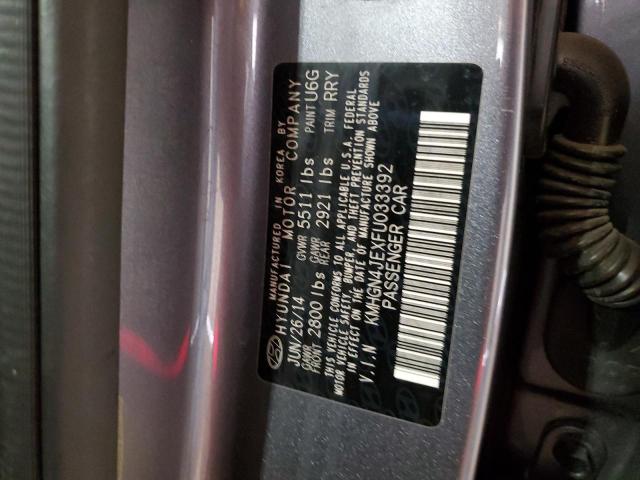 MANUFACTURED IN KOREA BY
HYUNDAI MOTOR COMPANY
JUN/26/14 GVWR 5511 lbs PAINT U6G
GAWR FRONT 2800 lbs GAWR REAR 2921 lbs TRIM RRY
THIS VEHICLE CONFORMS TO ALL APPLICABLE U.S.A. FEDERAL
MOTOR VEHICLE SAFETY, BUMPER, AND THEFT PREVENTION STANDARDS
IN EFFECT ON THE DATE OF MANUFACTURE SHOWN ABOVE
V.I.N KMHGN4JEXFU033392
PASSENGER CAR